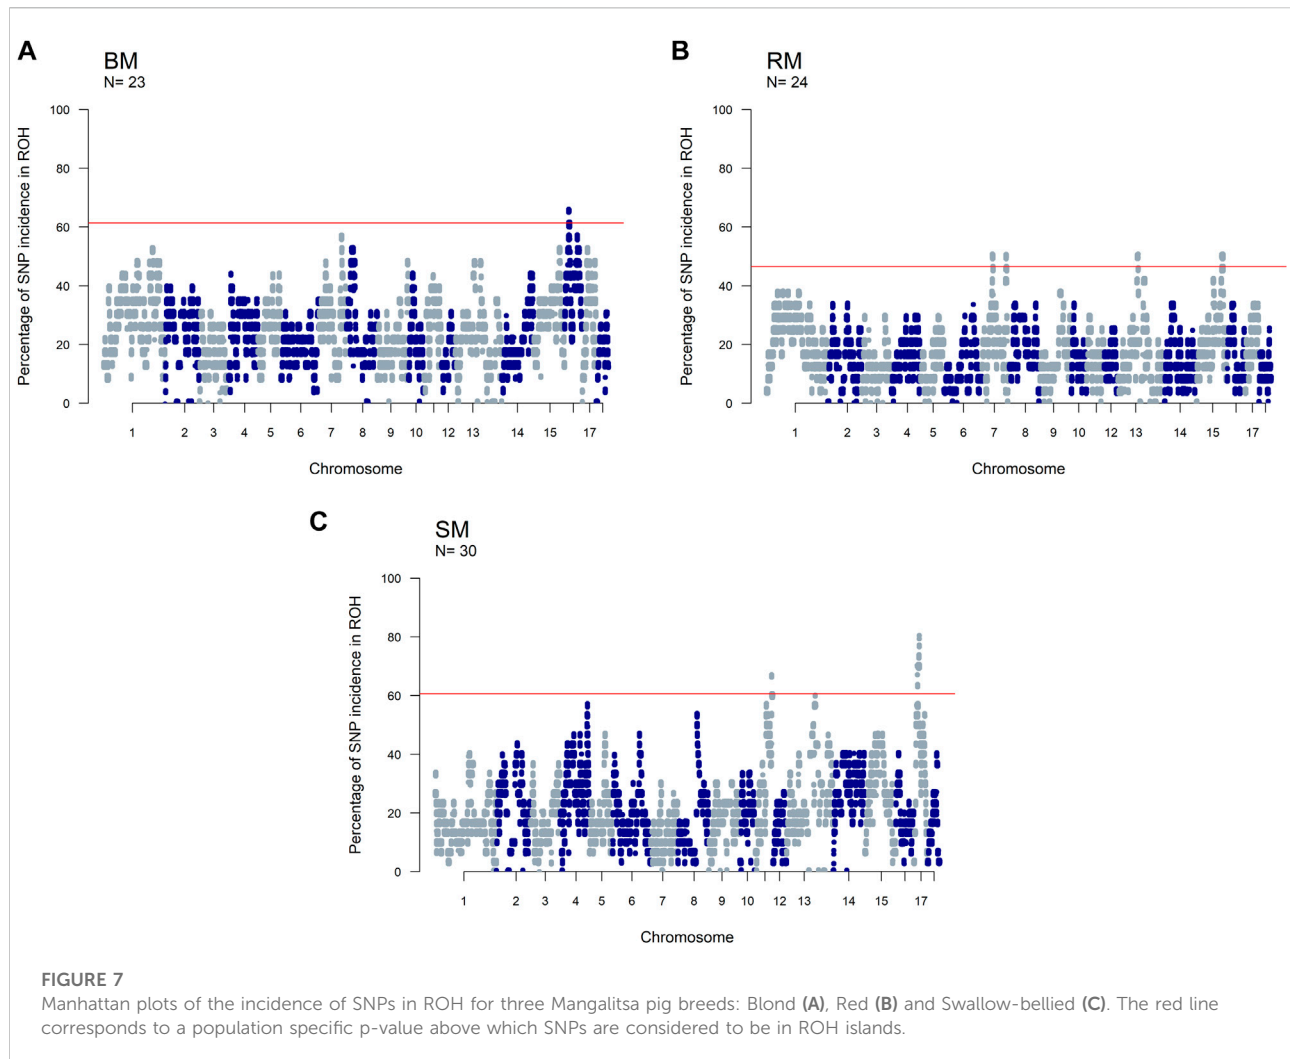 A
BM
N= 23
Percentage of SNP incidence in ROH
100
80
60
40
20
0
1 2 3 4 5 6 7 8 9 10 12 13 14 15 17
Chromosome
B
RM
N= 24
Percentage of SNP incidence in ROH
100
80
60
40
20
0
1 2 3 4 5 6 7 8 9 10 12 13 14 15 17
Chromosome
C
SM
N= 30
Percentage of SNP incidence in ROH
100
80
60
40
20
0
1 2 3 4 5 6 7 8 9 10 12 13 14 15 17
Chromosome
FIGURE 7
Manhattan plots of the incidence of SNPs in ROH for three Mangalitsa pig breeds: Blond (A), Red (B) and Swallow-bellied (C). The red line
corresponds to a population specific p-value above which SNPs are considered to be in ROH islands.